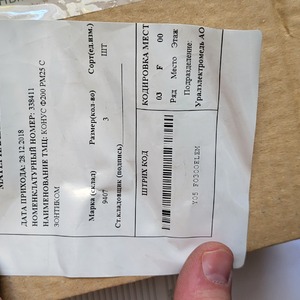 ДАТА ПРИХОДА: 28.12.2018
НОМЕНКЛАТУРНЫЙ НОМЕР: 338411
НАИМЕНОВАНИЕ ТМЦ: КОНУС Ф200 РМ25 С
ЗОНТИКОМ
Марка (склад) Размер(кол-во) Сорт(ед.изм.)
9407 3 ШТ
Ст.кладовщик (подпись)
КОДИРОВКА МЕСТ
03 F 00
Ряд Место Этаж
Подразделение:
Уралэлектромедь АО
ШТРИХ КОД